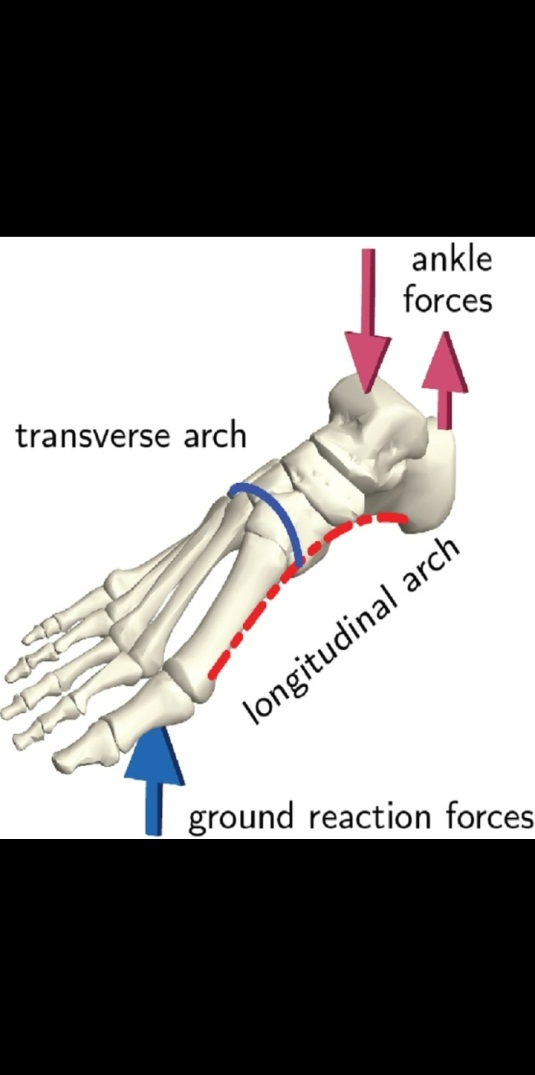 ankle
forces
transverse arch
longitudinal arch
ground reaction forces